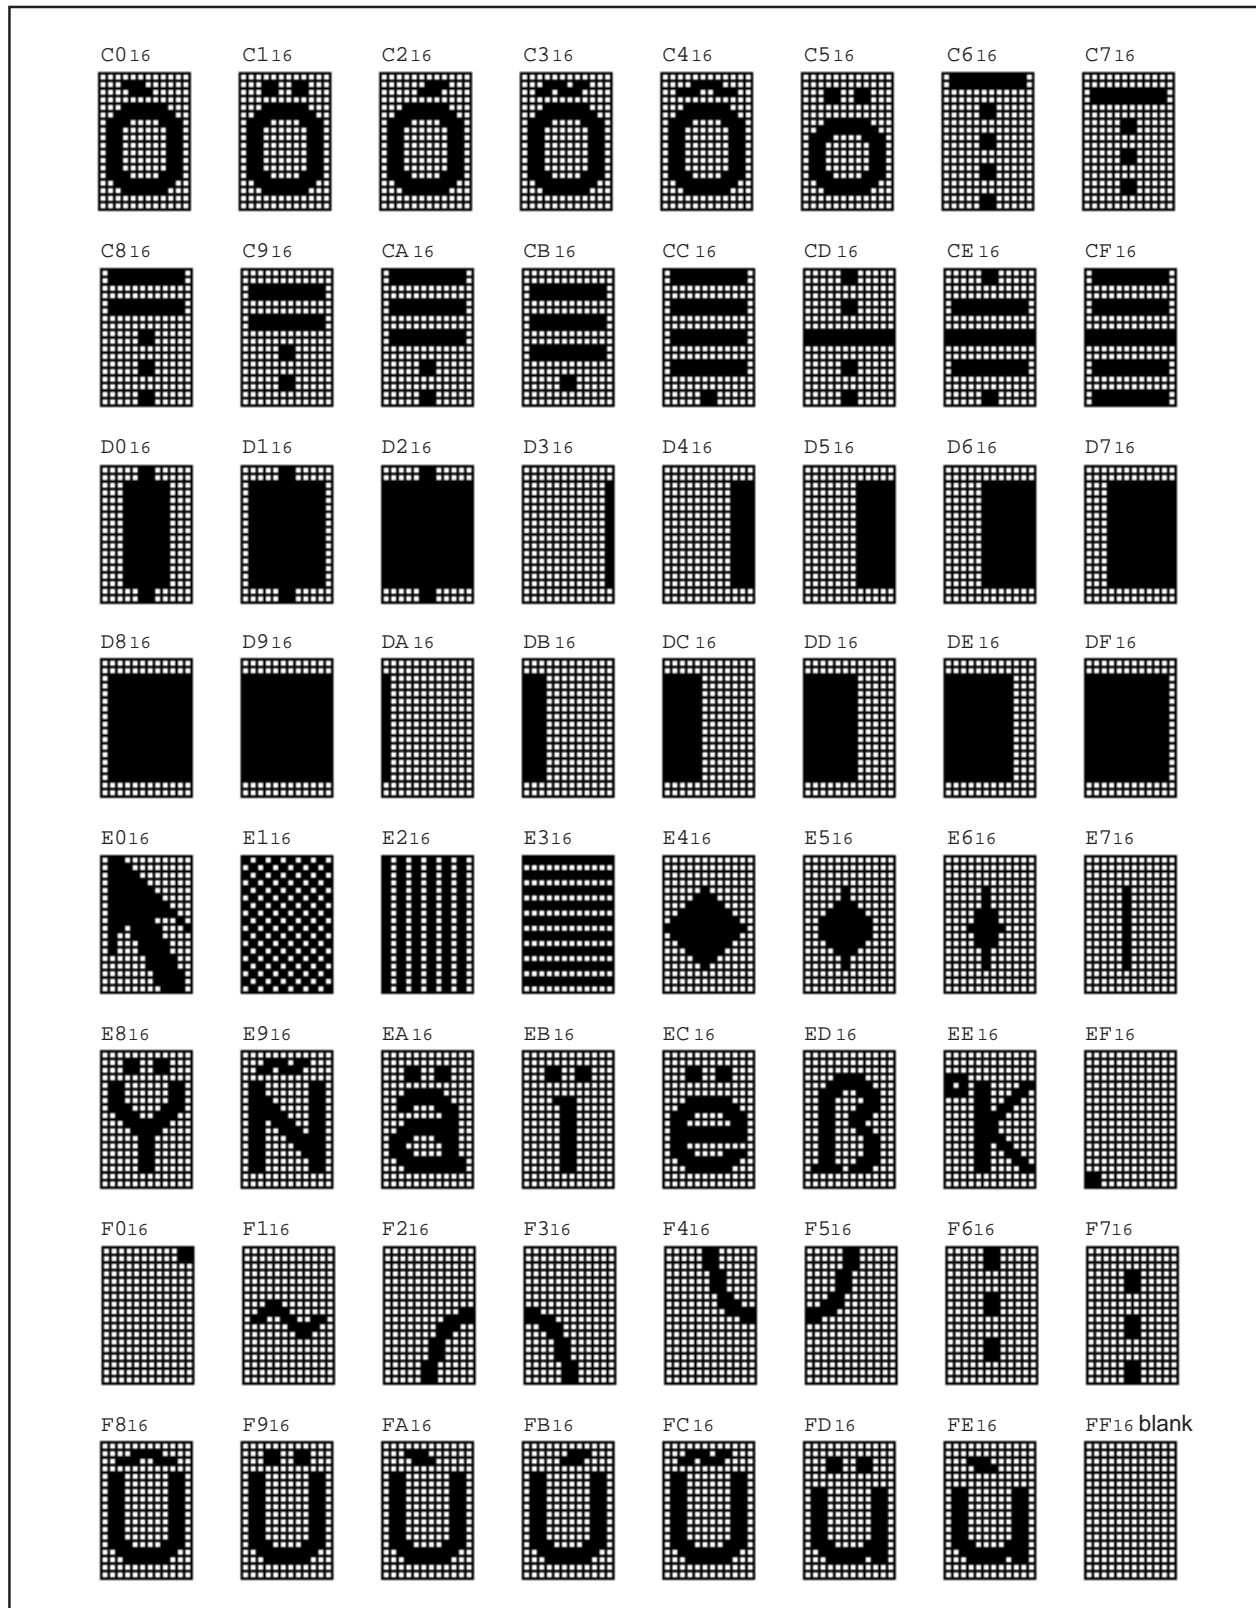 C016 C116 C216 C316 C416 C516 C616 C716
Ò Ö Ó Õ Ô ö
C816 C916 CA16 CB16 CC16 CD16 CE16 CF16
D016 D116 D216 D316 D416 D516 D616 D716
D816 D916 DA16 DB16 DC16 DD16 DE16 DF16
E016 E116 E216 E316 E416 E516 E616 E716
E816 E916 EA16 EB16 EC16 ED16 EE16 EF16
Ÿ Ñ ä ï ë ß °K
F016 F116 F216 F316 F416 F516 F616 F716
F816 F916 FA16 FB16 FC16 FD16 FE16 FF16 blank
Û Ü Ù Ú Ũ ü ù